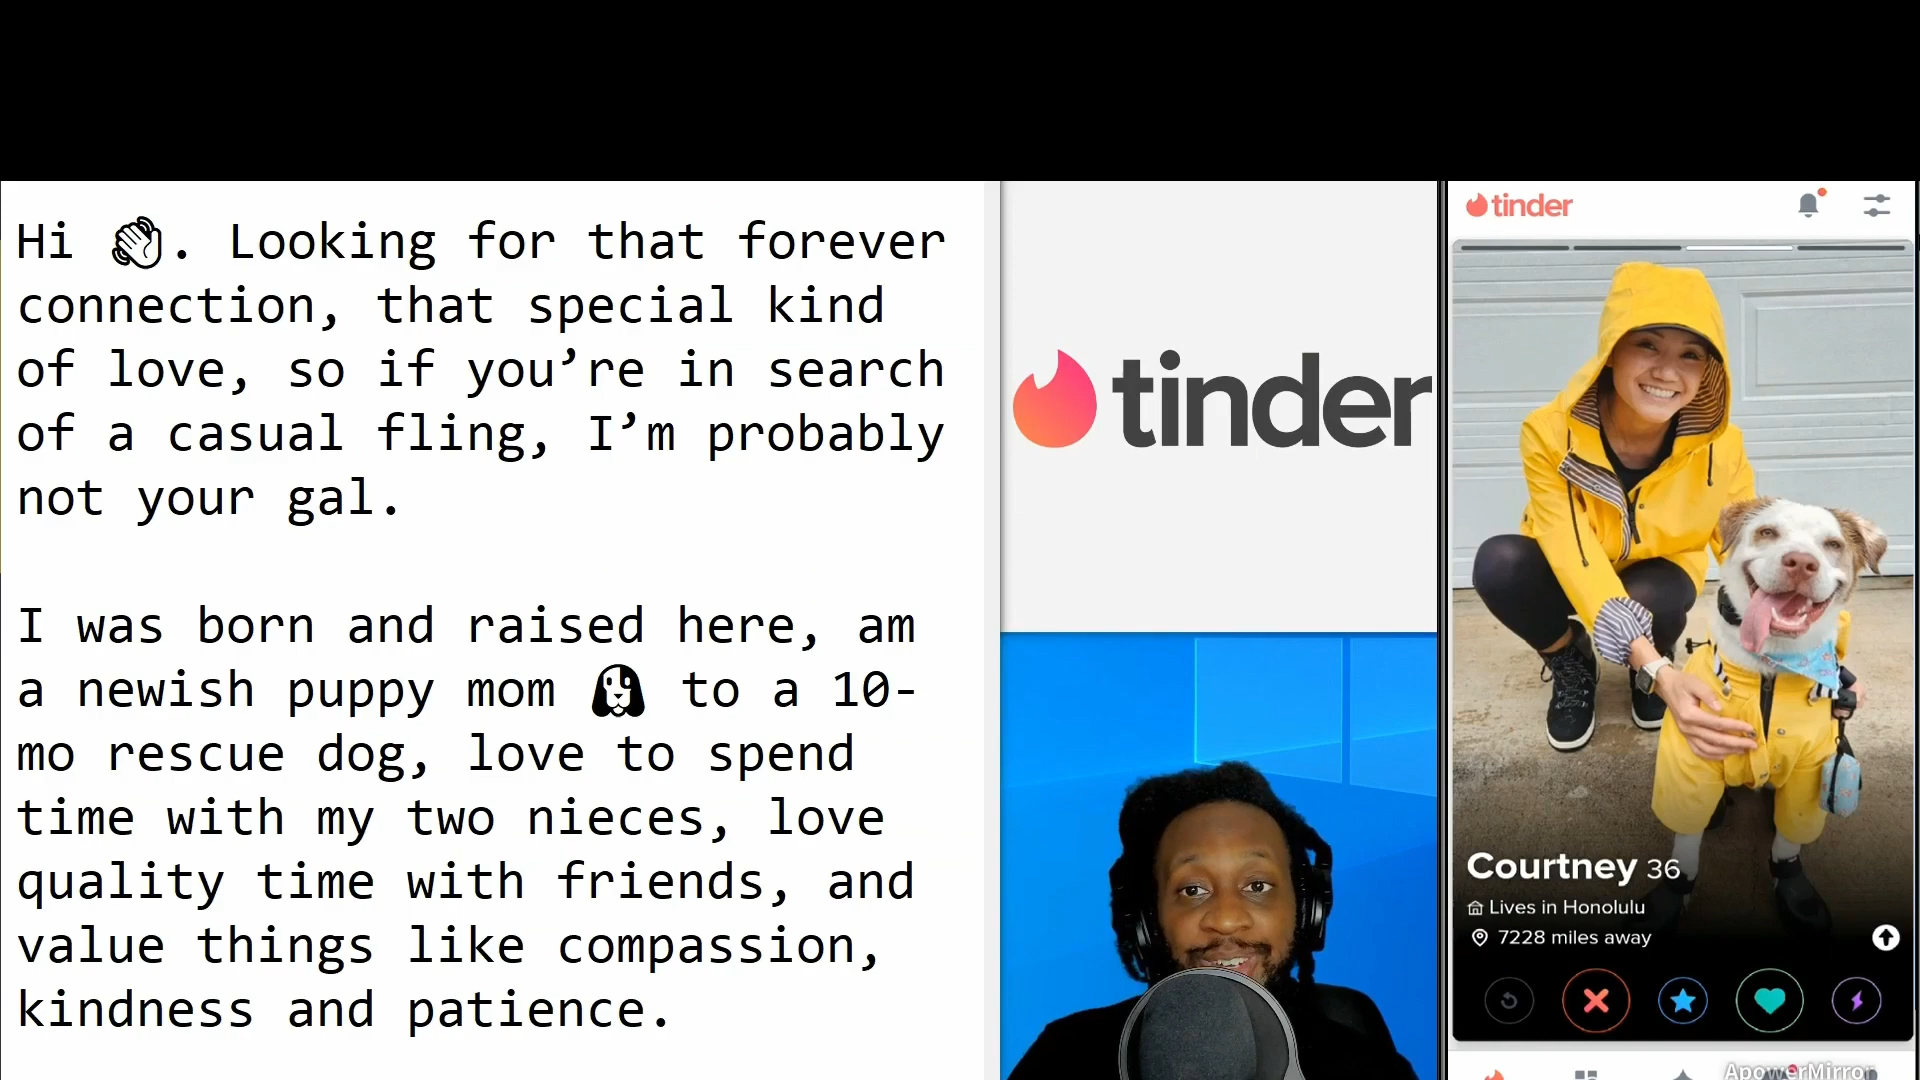 Hi 👋. Looking for that forever
connection, that special kind
of love, so if you’re in search
of a casual fling, I’m probably
not your gal.
I was born and raised here, am
a newish puppy mom 🐶 to a 10-
mo rescue dog, love to spend
time with my two nieces, love
quality time with friends, and
value things like compassion,
kindness and patience.
tinder
tinder
Courtney 36
Lives in Honolulu
7228 miles away
ApowerMirror